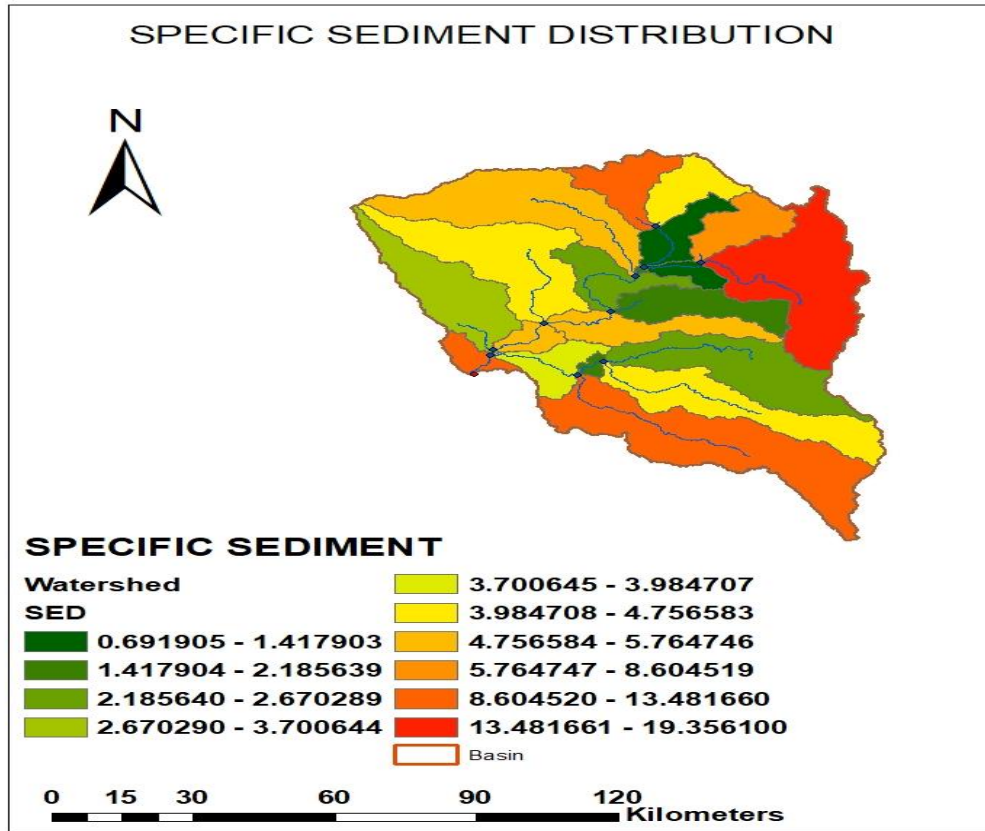 SPECIFIC SEDIMENT DISTRIBUTION
N
SPECIFIC SEDIMENT
Watershed
SED
0.691905 - 1.417903
1.417904 - 2.185639
2.185640 - 2.670289
2.670290 - 3.700644
3.700645 - 3.984707
3.984708 - 4.756583
4.756584 - 5.764746
5.764747 - 8.604519
8.604520 - 13.481660
13.481661 - 19.356100
Basin
0 15 30 60 90 120
Kilometers